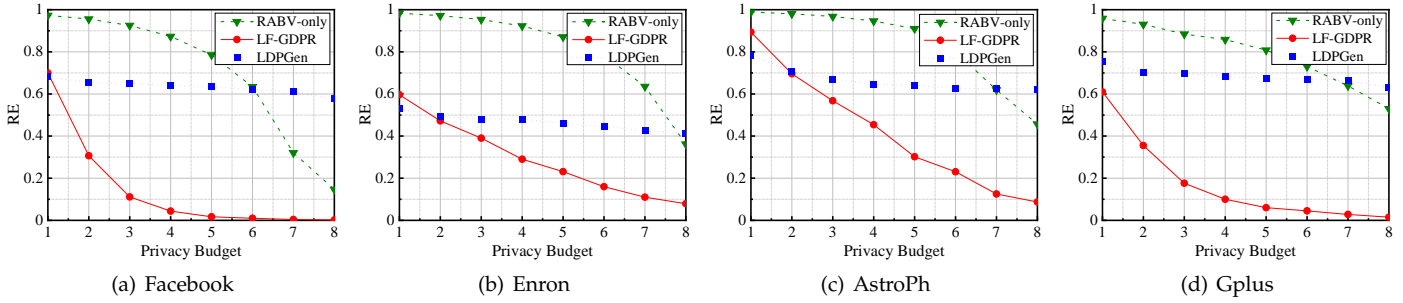 RABV-only
LF-GDPR
LDPGen
RE
1
0.8
0.6
0.4
0.2
0
1 2 3 4 5 6 7 8
Privacy Budget
(a) Facebook
RABV-only
LF-GDPR
LDPGen
RE
1
0.8
0.6
0.4
0.2
0
1 2 3 4 5 6 7 8
Privacy Budget
(b) Enron
RABV-only
LF-GDPR
LDPGen
RE
1
0.8
0.6
0.4
0.2
0
1 2 3 4 5 6 7 8
Privacy Budget
(c) AstroPh
RABV-only
LF-GDPR
LDPGen
RE
1
0.8
0.6
0.4
0.2
0
1 2 3 4 5 6 7 8
Privacy Budget
(d) Gplus